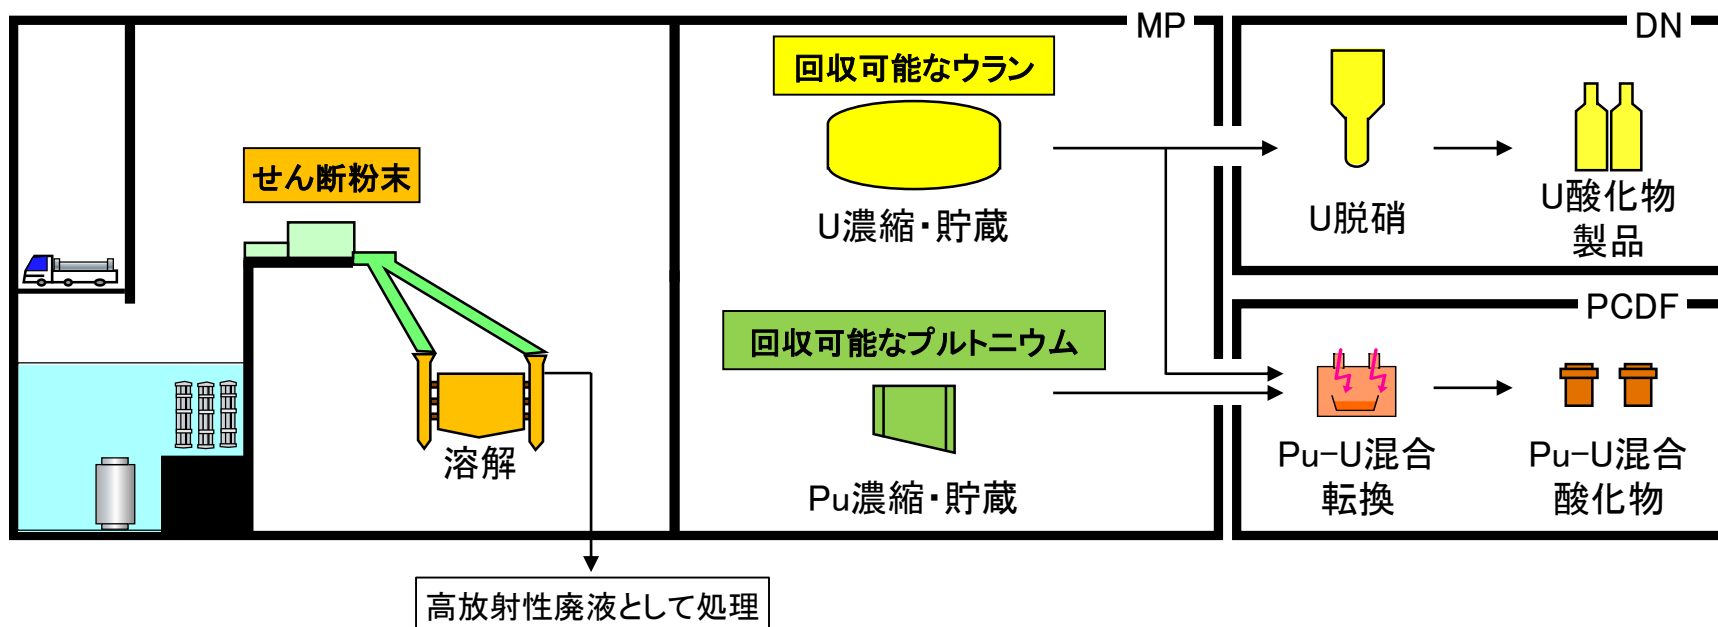 MP
DN
回収可能なウラン
せん断粉末
U濃縮・貯蔵
U脱硝
U酸化物
製品
PCDF
回収可能なプルトニウム
溶解
Pu濃縮・貯蔵
Pu-U混合
転換
Pu-U混合
酸化物
高放射性廃液として処理